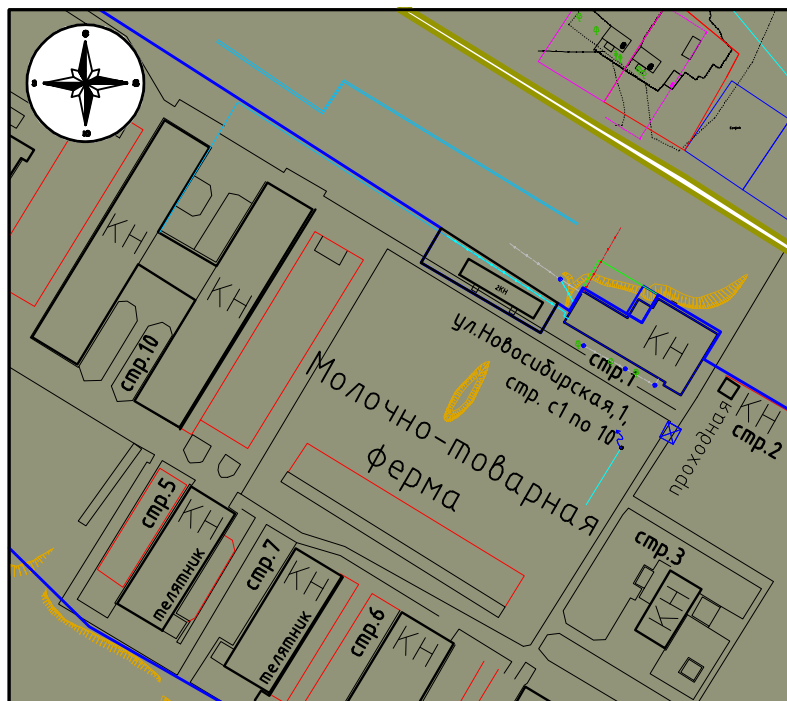 КН
КН
2КН
ул.Новосибирская,1,
стр. с1 по 10
стр.1
КН
Молочно-товарная
ферма
стр.10
проходная
КН
стр.2
стр.5
КН
телятник
стр.7
КН
телятник
стр.6
КН
стр.3
КН